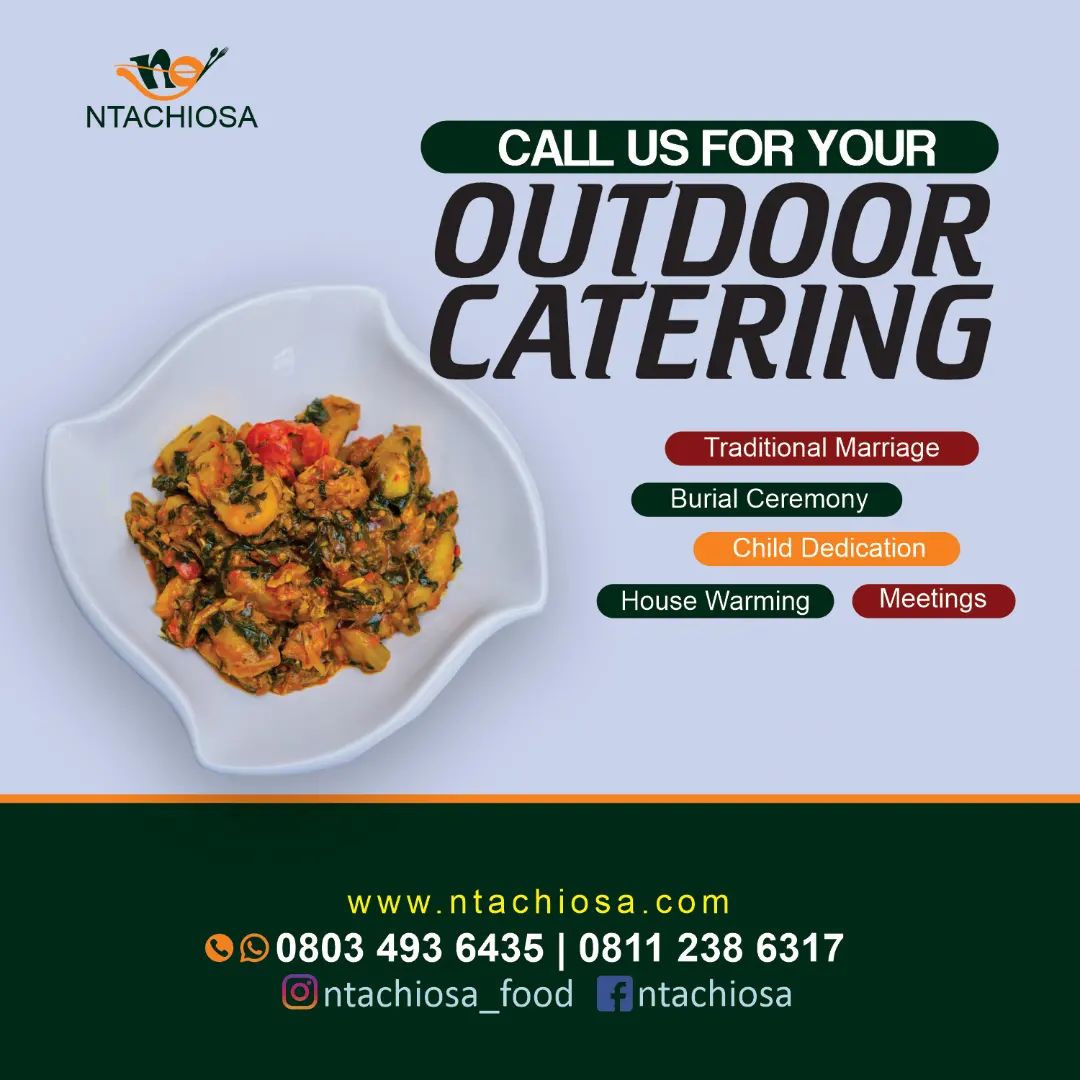 NTACHIOSA
CALL US FOR YOUR
OUTDOOR
CATERING
Traditional Marriage
Burial Ceremony
Child Dedication
House Warming
Meetings
www.ntachiosa.com
0803 493 6435 | 0811 238 6317
ntachiosa_food ntachiosa